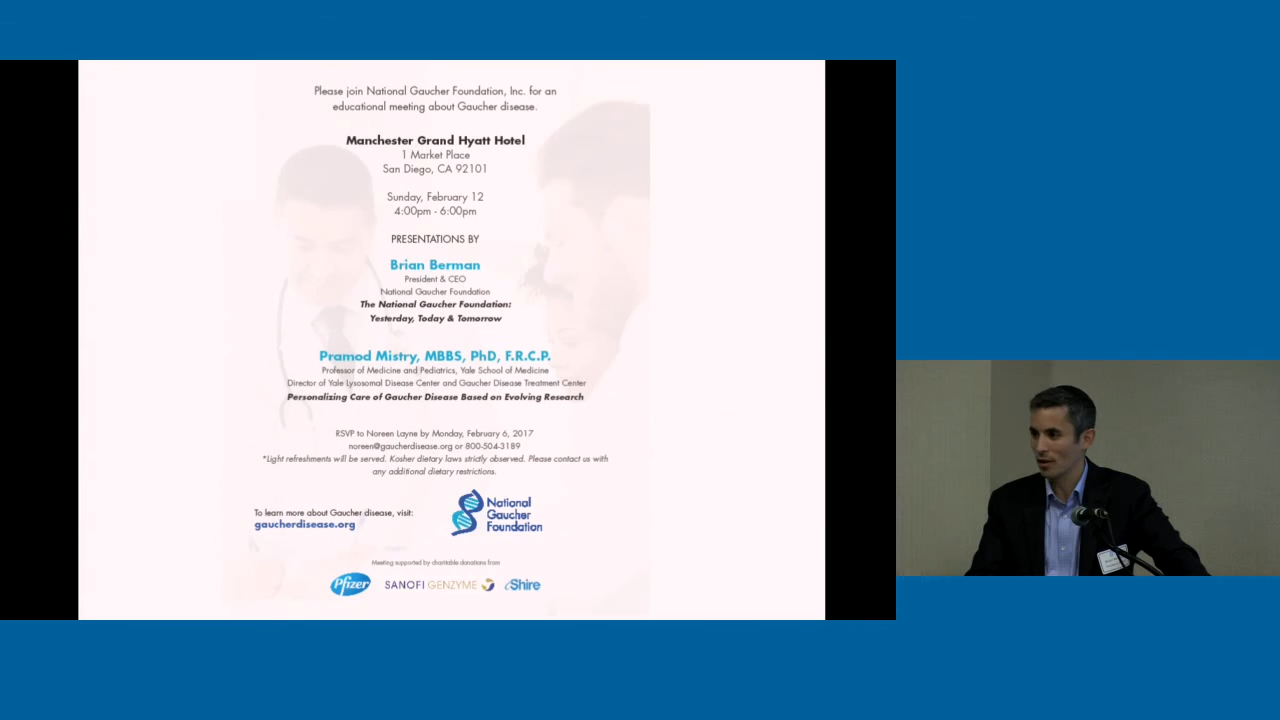 Please join National Gaucher Foundation, Inc. for an
educational meeting about Gaucher disease.
Manchester Grand Hyatt Hotel
1 Market Place
San Diego, CA 92101
Sunday, February 12
4:00pm - 6:00pm
PRESENTATIONS BY
Brian Berman
President & CEO
National Gaucher Foundation
The National Gaucher Foundation:
Yesterday, Today & Tomorrow
Pramod Mistry, MBBS, PhD, F.R.C.P.
Professor of Medicine and Pediatrics, Yale School of Medicine
Director of Yale Lysosomal Disease Center and Gaucher Disease Treatment Center
Personalizing Care of Gaucher Disease Based on Evolving Research
RSVP to Noreen Layne by Monday, February 6, 2017
noreen@gaucherdisease.org or 800-504-3189
*Light refreshments will be served. Kosher dietary laws strictly observed. Please contact us with
any additional dietary restrictions.
To learn more about Gaucher disease, visit:
gaucherdisease.org
National
Gaucher
Foundation
Meeting supported by charitable donations from
Pfizer
SANOFI GENZYME
Shire